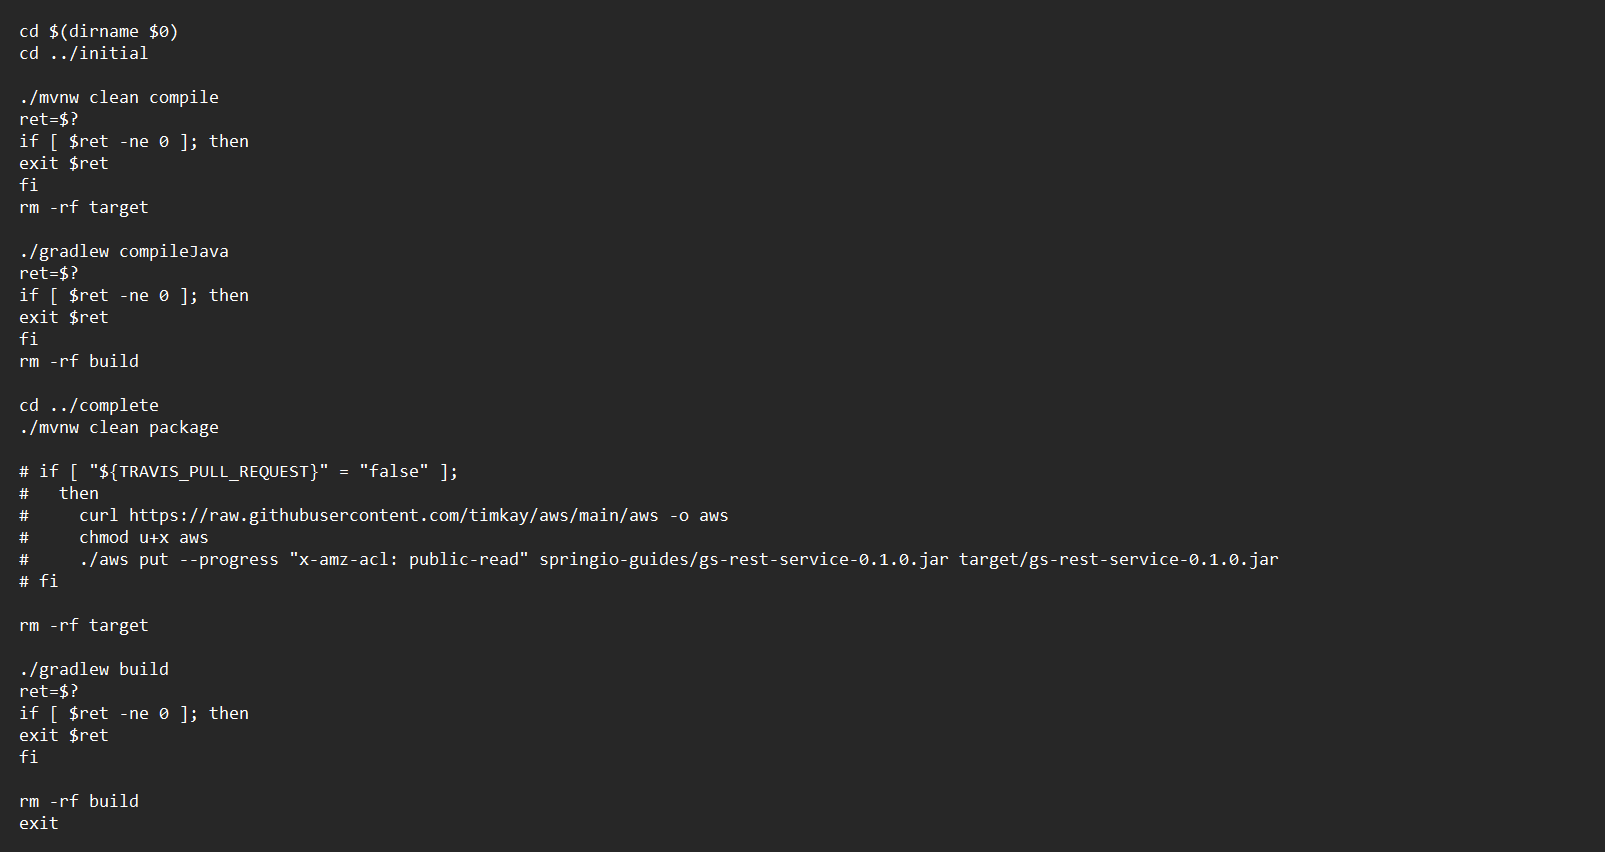 cd $(dirname $0)
cd ../initial

./mvnw clean compile
ret=$?
if [ $ret -ne 0 ]; then
exit $ret
fi
rm -rf target

./gradlew compileJava
ret=$?
if [ $ret -ne 0 ]; then
exit $ret
fi
rm -rf build

cd ../complete
./mvnw clean package

# if [ "${TRAVIS_PULL_REQUEST}" = "false" ];
#   then
#     curl https://raw.githubusercontent.com/timkay/aws/main/aws -o aws
#     chmod u+x aws
#     ./aws put --progress "x-amz-acl: public-read" springio-guides/gs-rest-service-0.1.0.jar target/gs-rest-service-0.1.0.jar
# fi

rm -rf target

./gradlew build
ret=$?
if [ $ret -ne 0 ]; then
exit $ret
fi

rm -rf build
exit